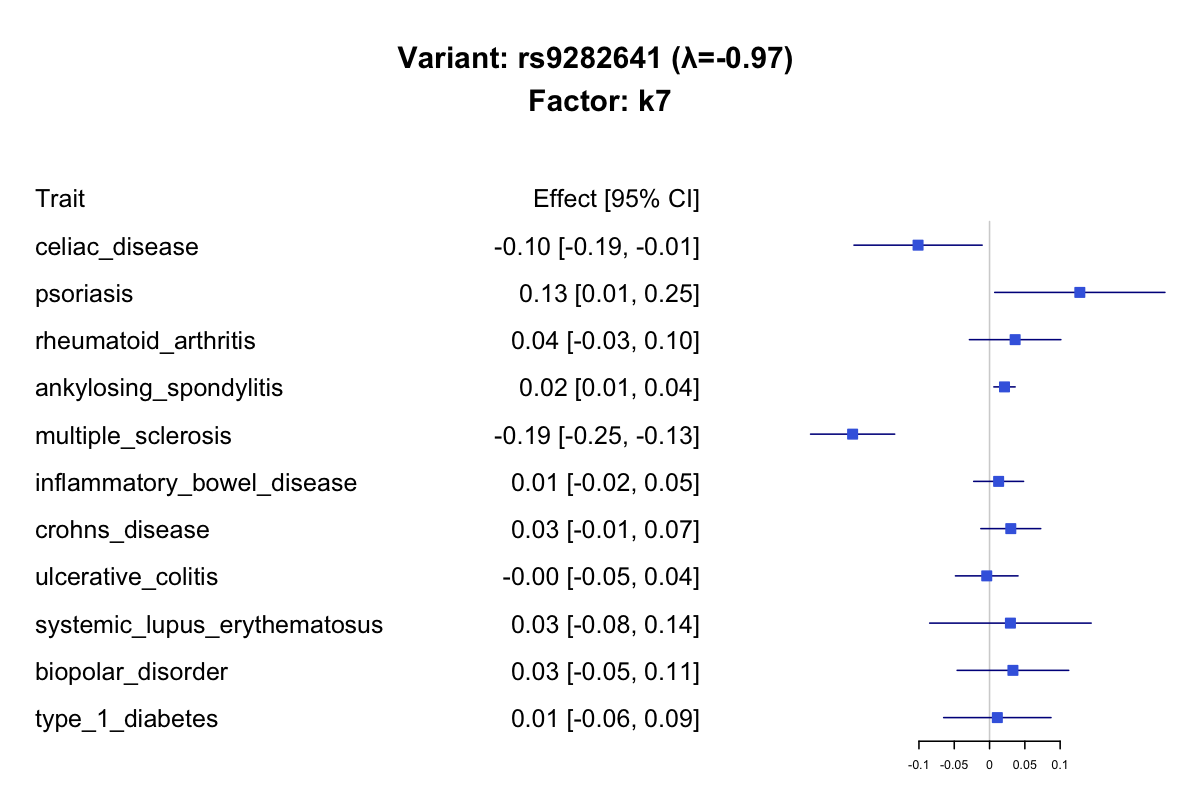 Variant: rs9282641 (λ=-0.97)
Factor: k7
Trait Effect [95% CI]
celiac_disease -0.10 [-0.19, -0.01]
psoriasis 0.13 [0.01, 0.25]
rheumatoid_arthritis 0.04 [-0.03, 0.10]
ankylosing_spondylitis 0.02 [0.01, 0.04]
multiple_sclerosis -0.19 [-0.25, -0.13]
inflammatory_bowel_disease 0.01 [-0.02, 0.05]
crohns_disease 0.03 [-0.01, 0.07]
ulcerative_colitis -0.00 [-0.05, 0.04]
systemic_lupus_erythematosus 0.03 [-0.08, 0.14]
biopolar_disorder 0.03 [-0.05, 0.11]
type_1_diabetes 0.01 [-0.06, 0.09]
-0.1 -0.05 0 0.05 0.1